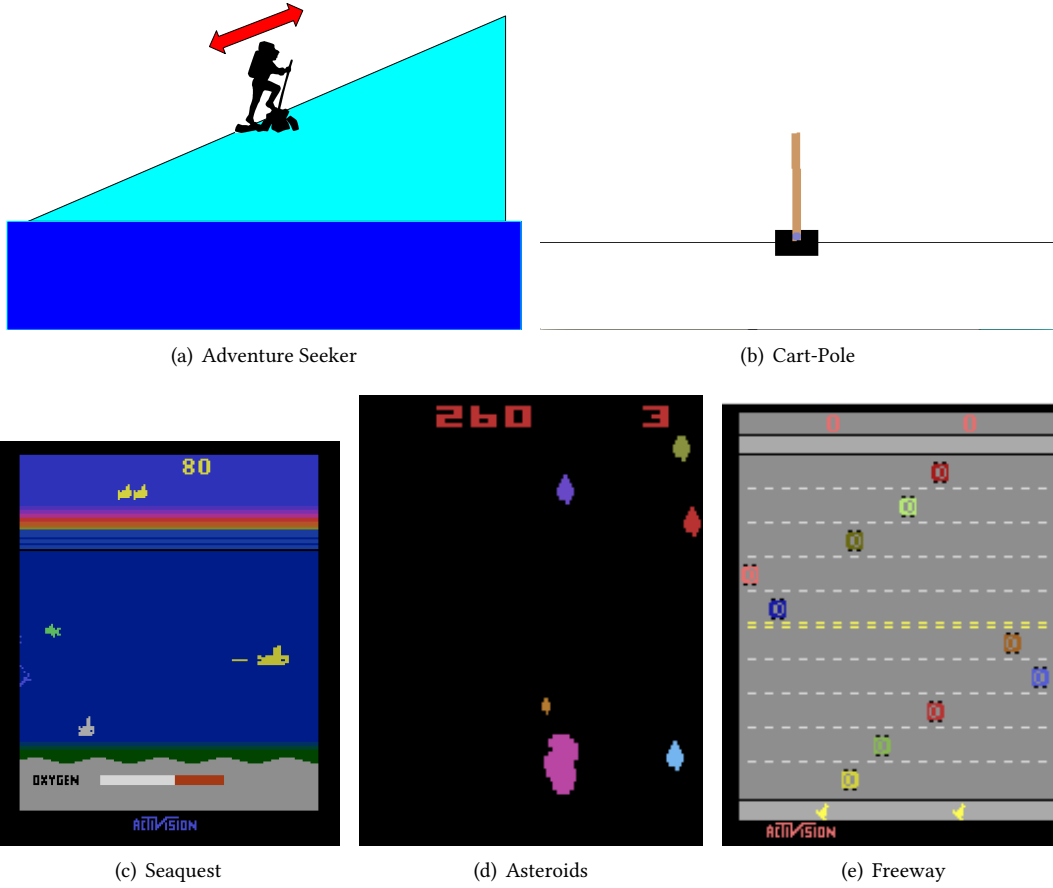 (a) Adventure Seeker
(b) Cart-Pole
80
OXYGEN
ACTIVISION
(c) Seaquest
260 3
(d) Asteroids
0 0
ACTIVISION
(e) Freeway